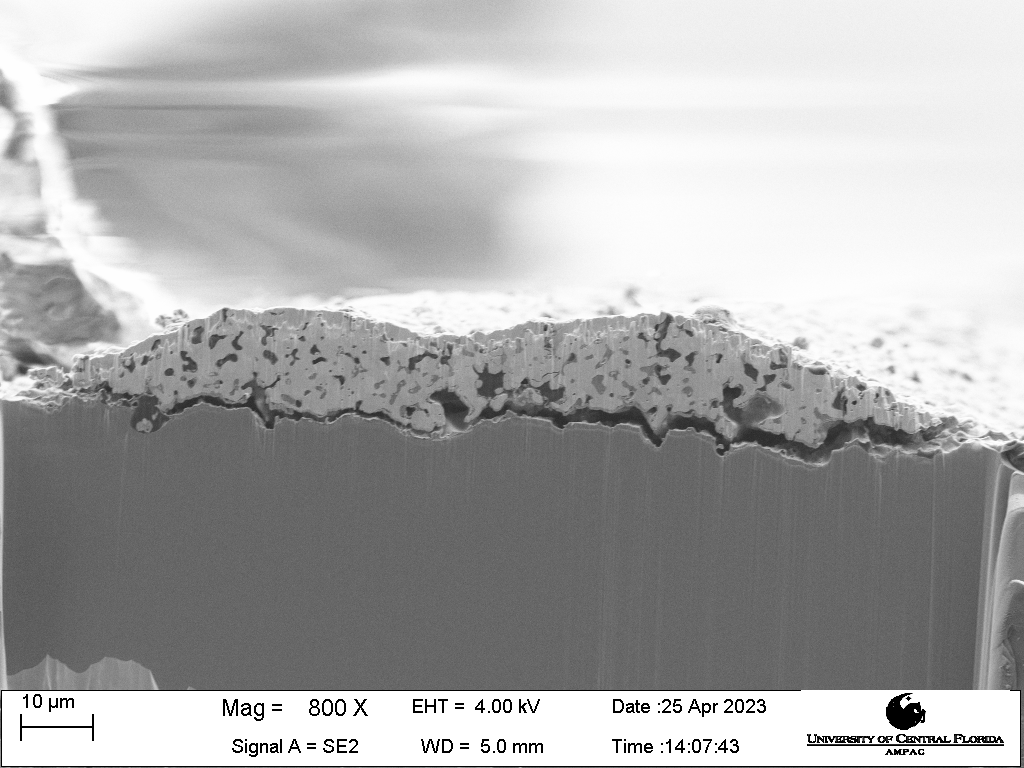 10 µm
Mag = 800 X
EHT = 4.00 kV
Date :25 Apr 2023
Signal A = SE2
WD = 5.0 mm
Time :14:07:43
UNIVERSITY OF CENTRAL FLORIDA
AMPAC